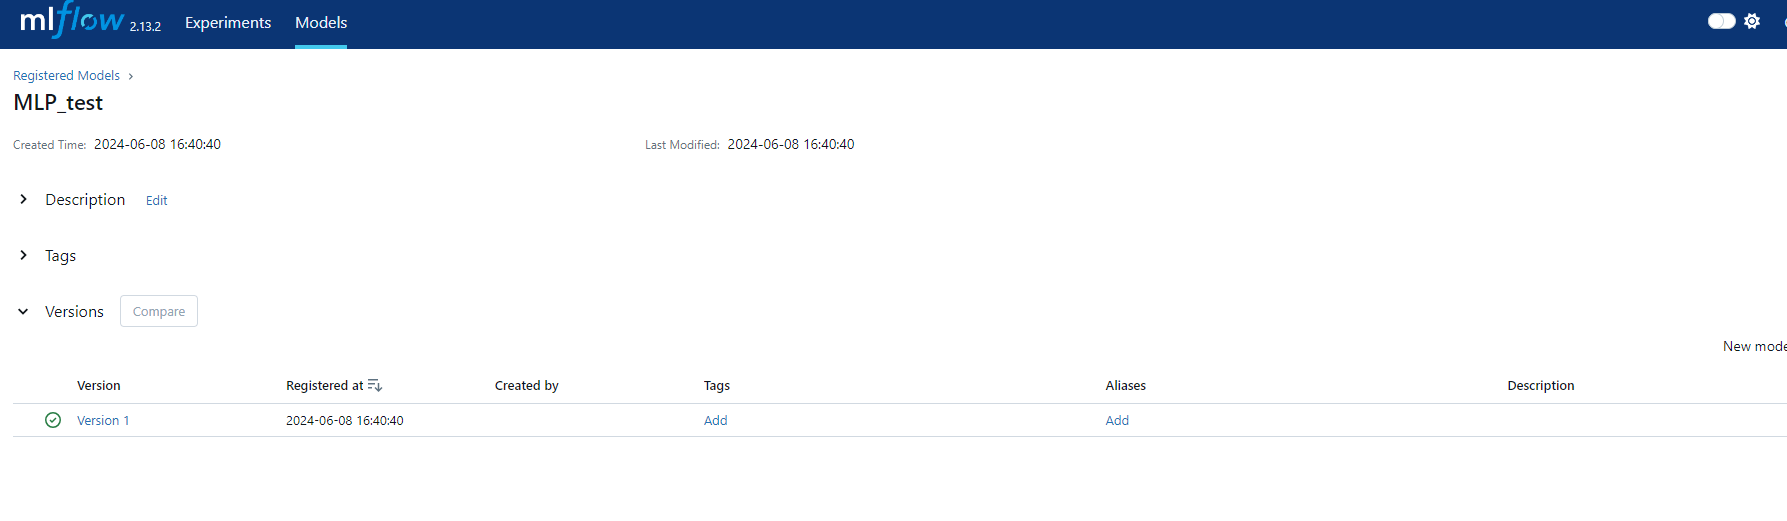 mlflow 2.13.2 Experiments Models
Registered Models
MLP_test
Created Time: 2024-06-08 16:40:40 Last Modified: 2024-06-08 16:40:40
Description Edit
Tags
Versions Compare
New mode
Version Registered at Created by Tags Aliases Description
Version 1 2024-06-08 16:40:40 Add Add